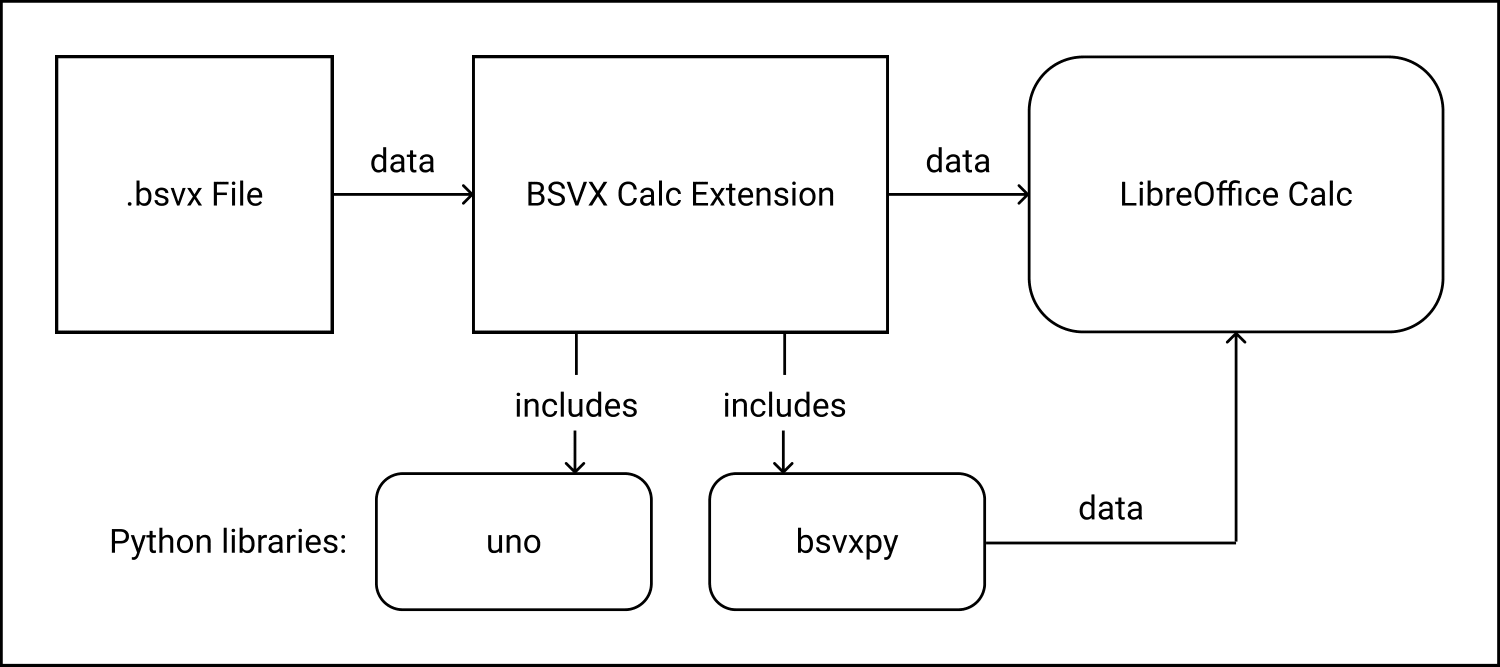 .bsvx File
data
BSVX Calc Extension
data
LibreOffice Calc
includes
includes
Python libraries:
uno
bsvxpy
data